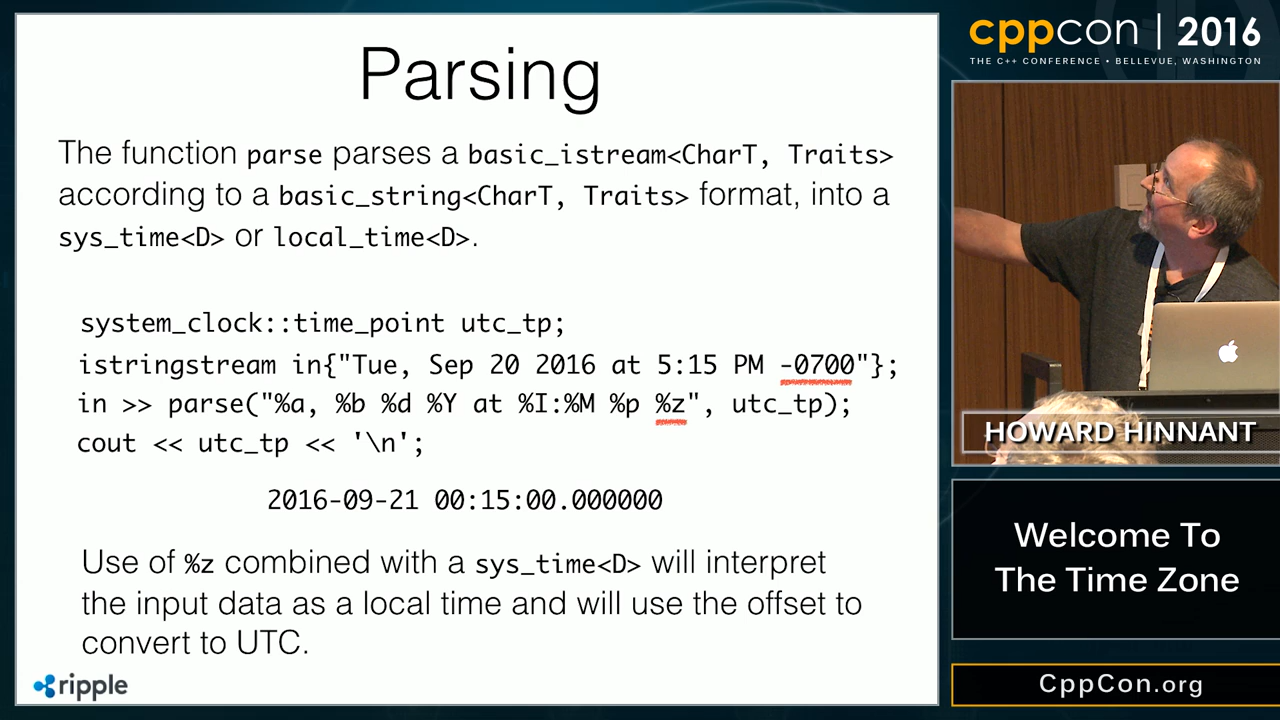 Parsing
The function parse parses a basic_istream<CharT, Traits>
according to a basic_string<CharT, Traits> format, into a
sys_time<D> or local_time<D>.
system_clock::time_point utc_tp;
istringstream in{"Tue, Sep 20 2016 at 5:15 PM -0700"};
in >> parse("%a, %b %d %Y at %I:%M %p %z", utc_tp);
cout << utc_tp << '\n';
2016-09-21 00:15:00.000000
Use of %z combined with a sys_time<D> will interpret
the input data as a local time and will use the offset to
convert to UTC.
ripple
cppcon | 2016
THE C++ CONFERENCE • BELLEVUE, WASHINGTON
HOWARD HINNANT
Welcome To
The Time Zone
CppCon.org